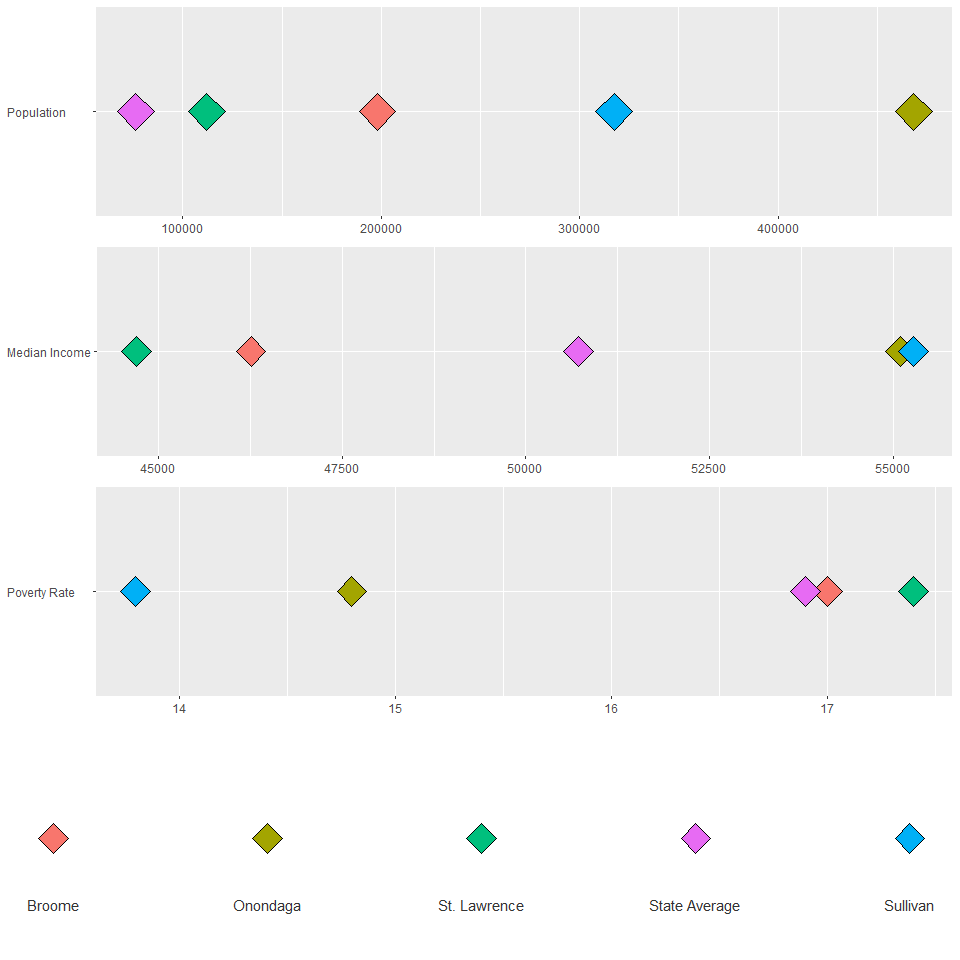 Population
100000 200000 300000 400000
Median Income
45000 47500 50000 52500 55000
Poverty Rate
14 15 16 17
Broome Onondaga St. Lawrence State Average Sullivan